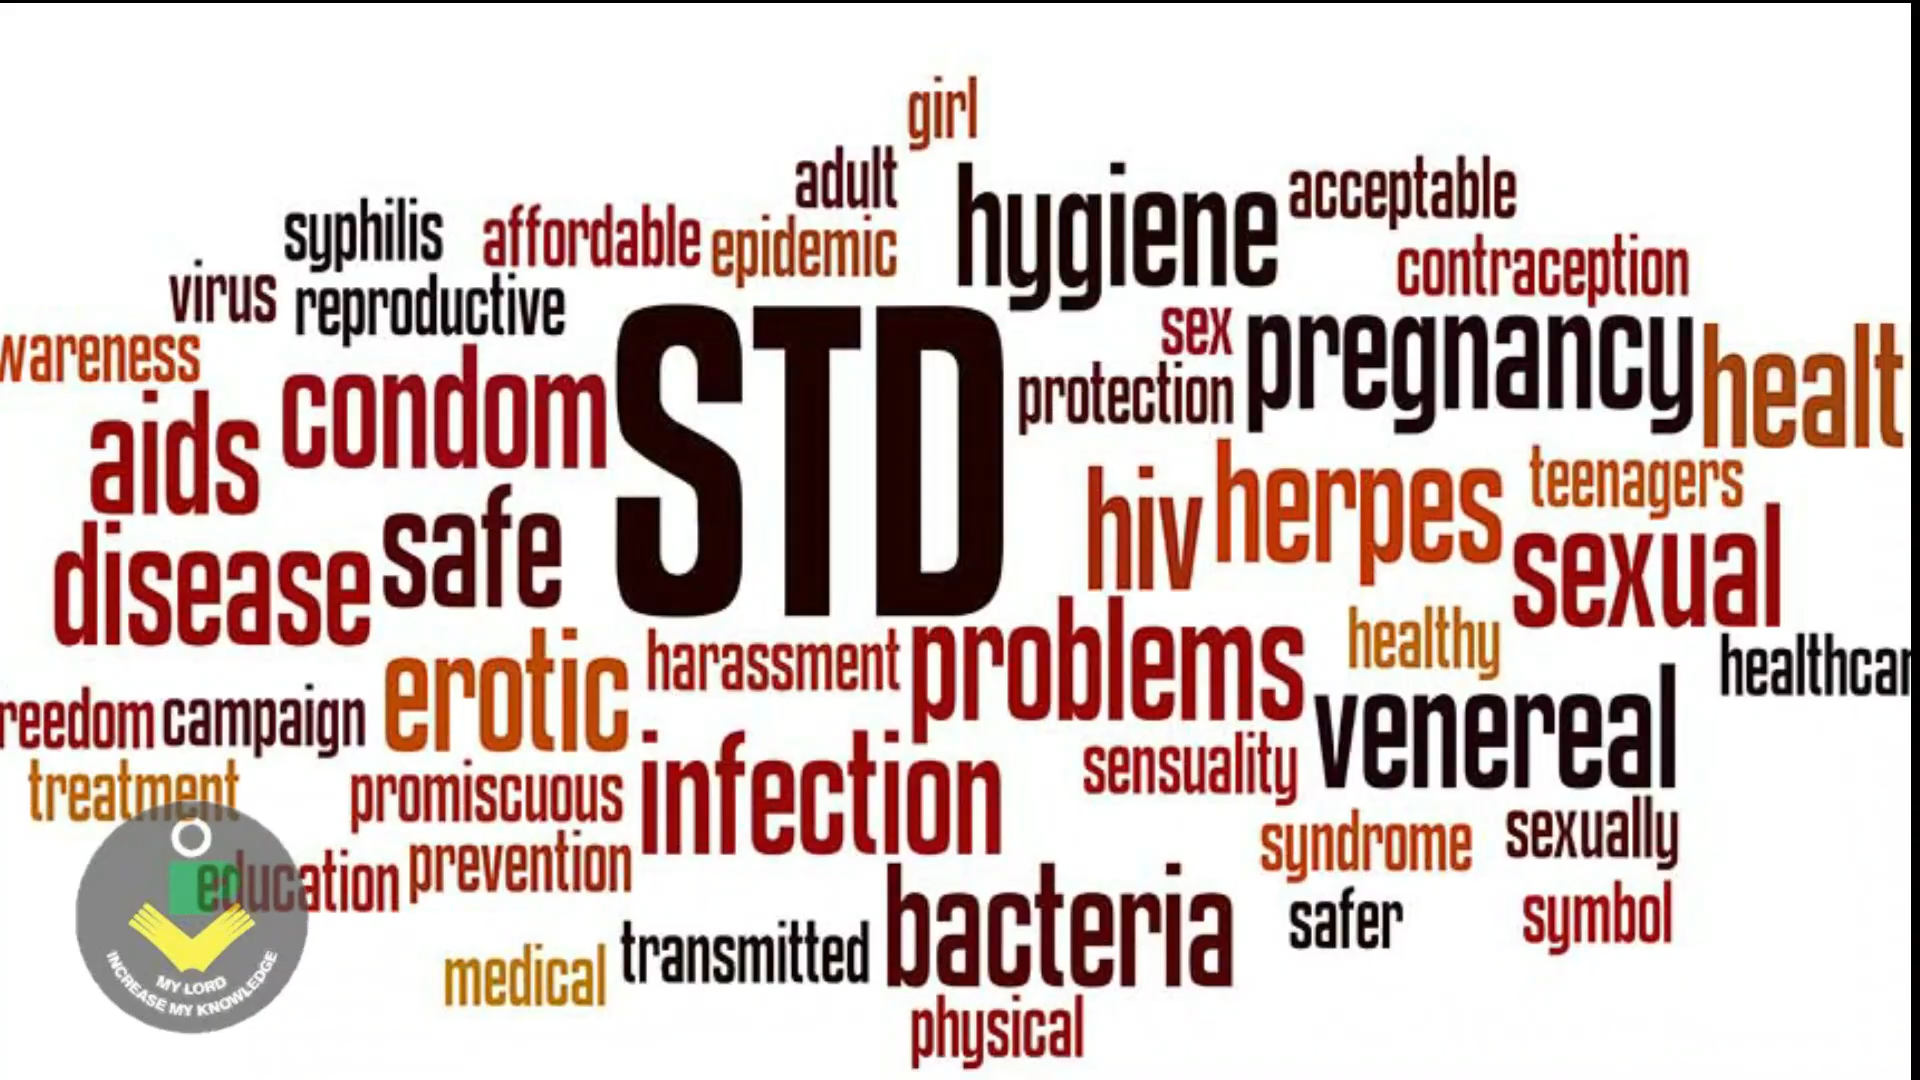 girl
adult
hygiene
acceptable
syphilis
affordable
epidemic
contraception
virus
reproductive
STD
sex
pregnancy
wareness
condom
protection
healt
aids
hiv
herpes
teenagers
disease
safe
sexual
erotic
harassment
problems
healthy
healthcar
reedom
campaign
venereal
treatment
promiscuous
infection
sensuality
education
prevention
syndrome
sexually
bacteria
safer
symbol
medical
transmitted
physical
MY LORD
INCREASE MY KNOWLEDGE